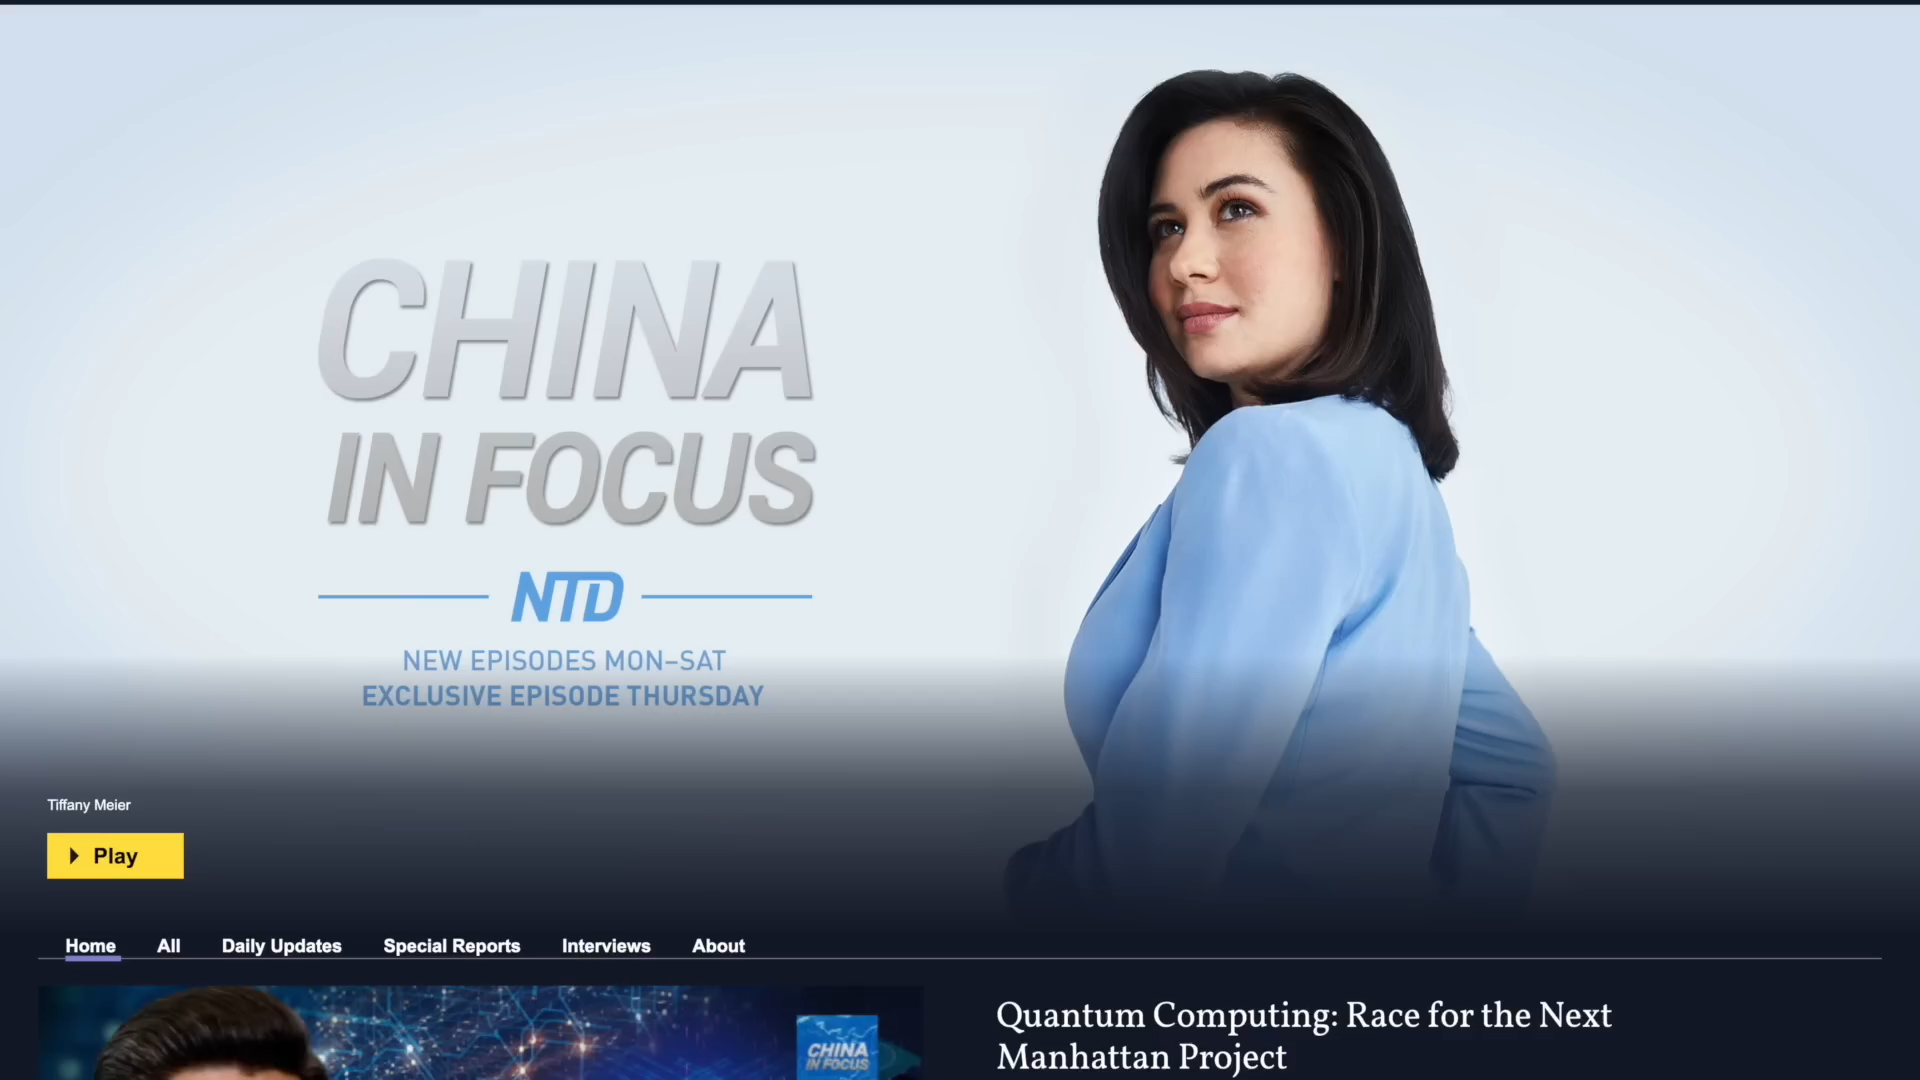 CHINA
IN FOCUS
NTD
NEW EPISODES MON–SAT
EXCLUSIVE EPISODE THURSDAY
Tiffany Meier
Play
Home All Daily Updates Special Reports Interviews About
CHINA
IN FOCUS
Quantum Computing: Race for the Next
Manhattan Project